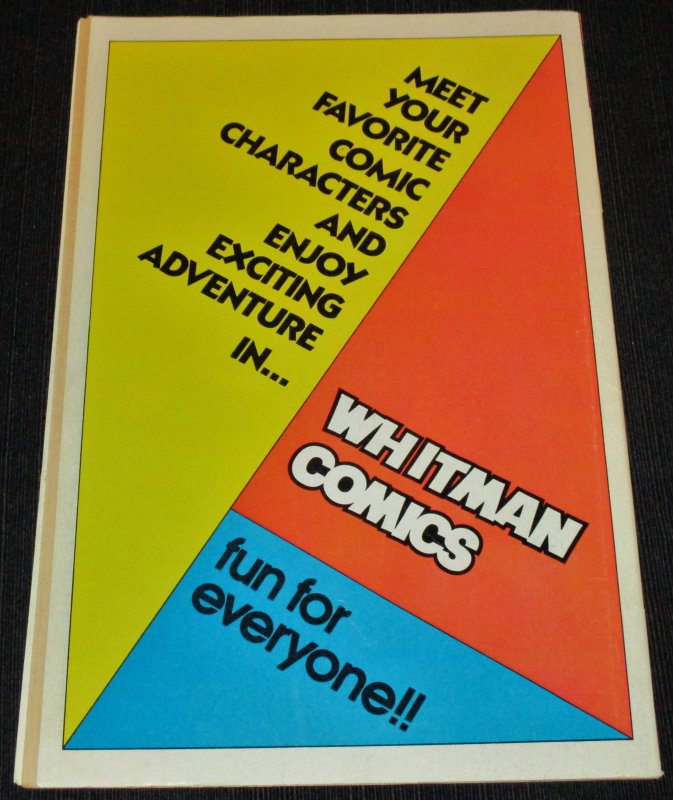 MEET
YOUR
FAVORITE
COMIC
CHARACTERS
AND
ENJOY
EXCITING
ADVENTURE
IN...
WHITMAN
COMICS
fun for
everyone!!